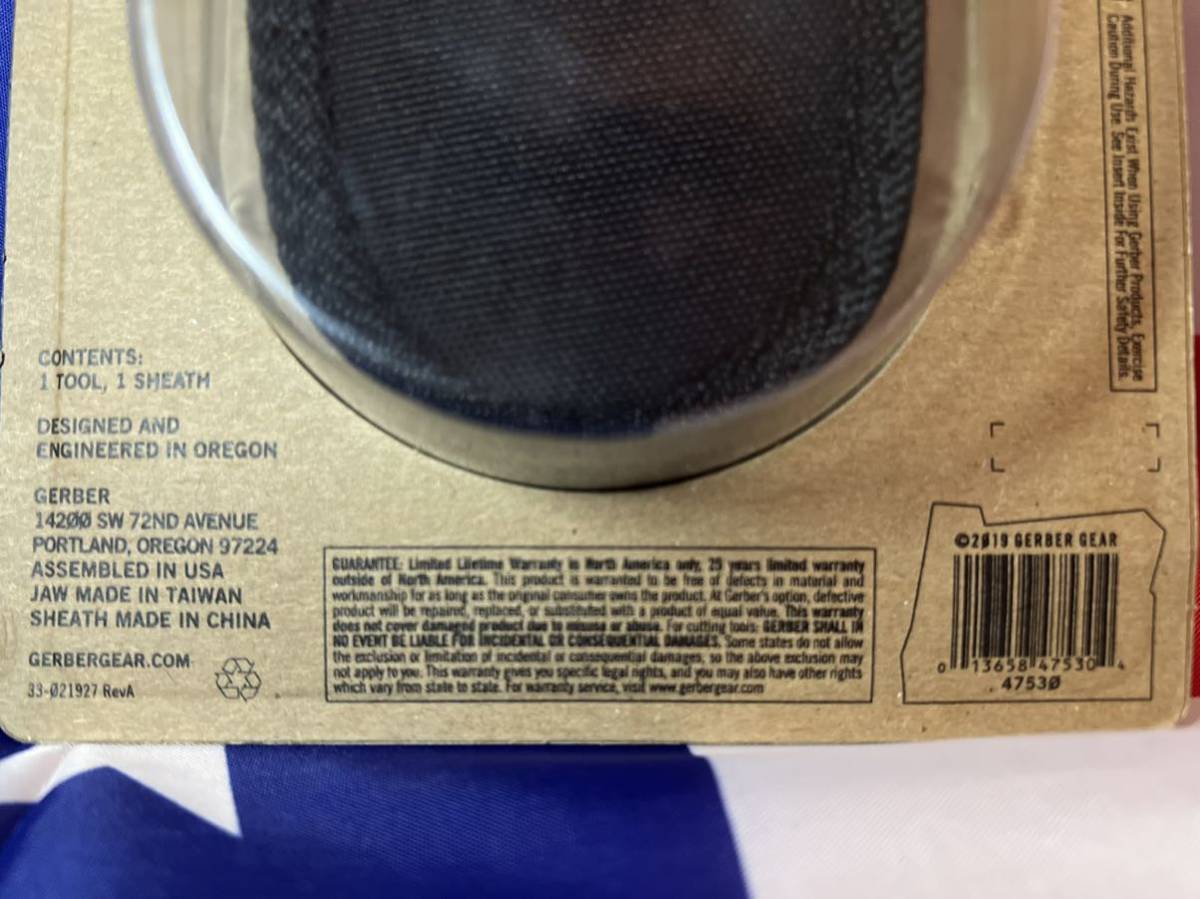 Additional Hazards Exist When Using Gerber Products. Exercise
Caution During Use. See Insert Inside For Further Safety Details.
CONTENTS:
1 TOOL, 1 SHEATH
DESIGNED AND
ENGINEERED IN OREGON
GERBER
14200 SW 72ND AVENUE
PORTLAND, OREGON 97224
ASSEMBLED IN USA
JAW MADE IN TAIWAN
SHEATH MADE IN CHINA
GERBERGEAR.COM
33-021927 RevA
GUARANTEE: Limited Lifetime Warranty in North America only, 25 years limited warranty
outside of North America. This product is warranted to be free of defects in material and
workmanship for as long as the original consumer owns the product. At Gerber's option, defective
product will be repaired, replaced, or substituted with a product of equal value. This warranty
does not cover damaged product due to misuse or abuse. For cutting tools: GERBER SHALL IN
NO EVENT BE LIABLE FOR INCIDENTAL OR CONSEQUENTIAL DAMAGES. Some states do not allow
the exclusion or limitation of incidental or consequential damages, so the above exclusion may
not apply to you. This warranty gives you specific legal rights, and you may also have other rights
which vary from state to state. For warranty service, visit www.gerbergear.com
©2019 GERBER GEAR
0 13658 47530 4
47530